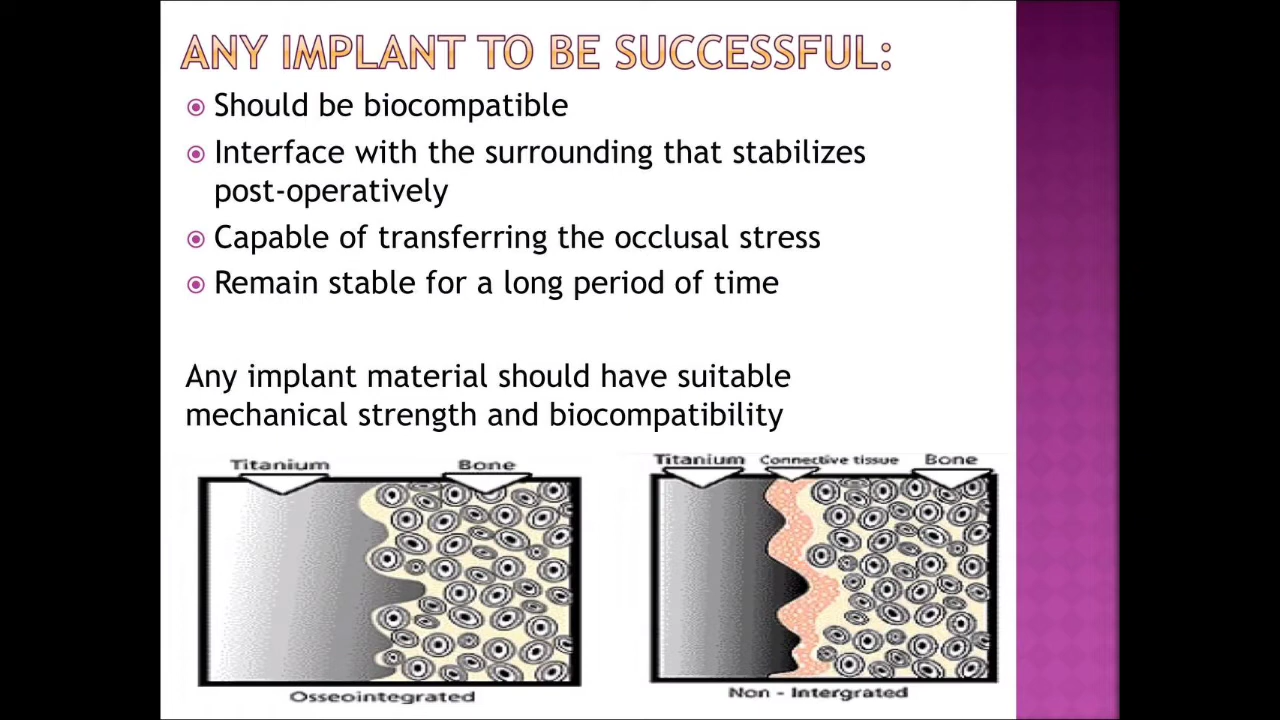 ANY IMPLANT TO BE SUCCESSFUL:
Should be biocompatible
Interface with the surrounding that stabilizes
post-operatively
Capable of transferring the occlusal stress
Remain stable for a long period of time
Any implant material should have suitable
mechanical strength and biocompatibility
Titanium Bone
Osseointegrated
Titanium Connective tissue Bone
Non - Intergrated